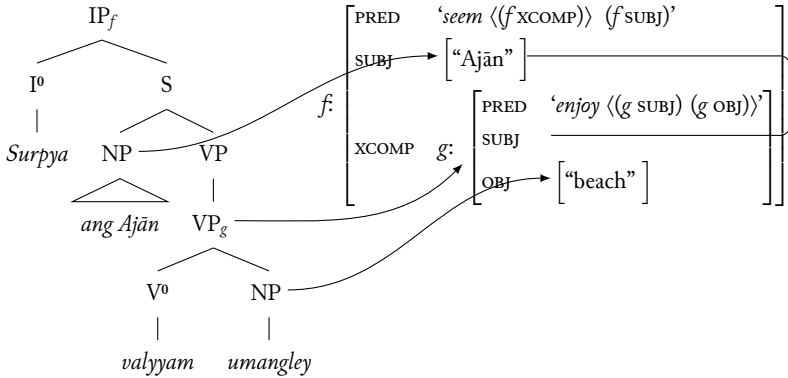 IP_f
I⁰ S
Surpya NP VP
ang Ajān VP_g
V⁰ NP
valyyam umangley
f:
PRED ‘seem ⟨(f XCOMP)⟩ (f SUBJ)’
SUBJ [“Ajān”]
XCOMP g:
PRED ‘enjoy ⟨(g SUBJ) (g OBJ)⟩’
SUBJ
OBJ [“beach”]